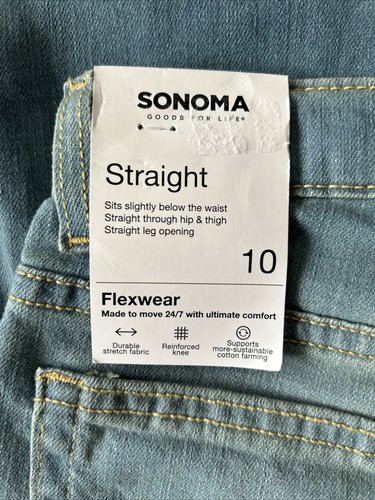 SONOMA
GOODS FOR LIFE®
Straight
Sits slightly below the waist
Straight through hip & thigh
Straight leg opening
10
Flexwear
Made to move 24/7 with ultimate comfort
Durable
stretch fabric
Reinforced
knee
Supports
more-sustainable
cotton farming